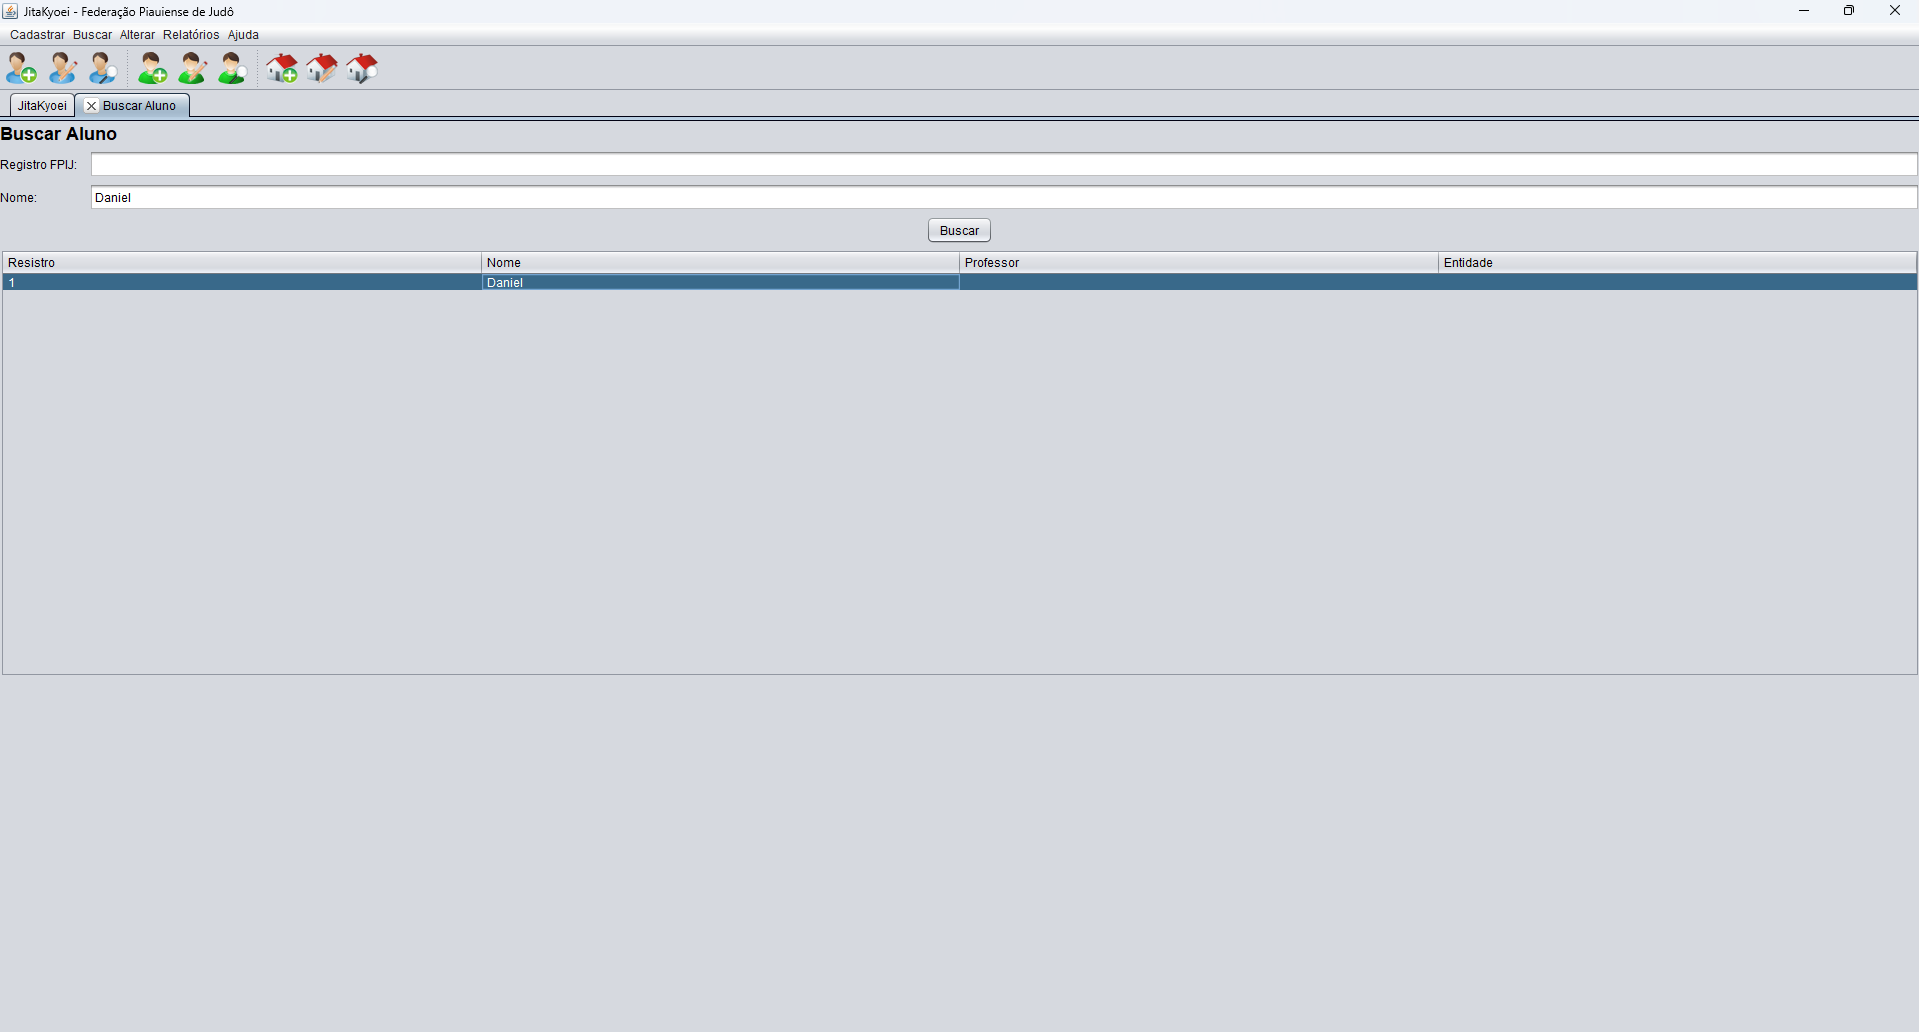 JitaKyoei - Federação Piauiense de Judô
Cadastrar Buscar Alterar Relatórios Ajuda
JitaKyoei Buscar Aluno
Buscar Aluno
Registro FPIJ:
Nome: Daniel
Buscar
Resistro Nome Professor Entidade
1 Daniel